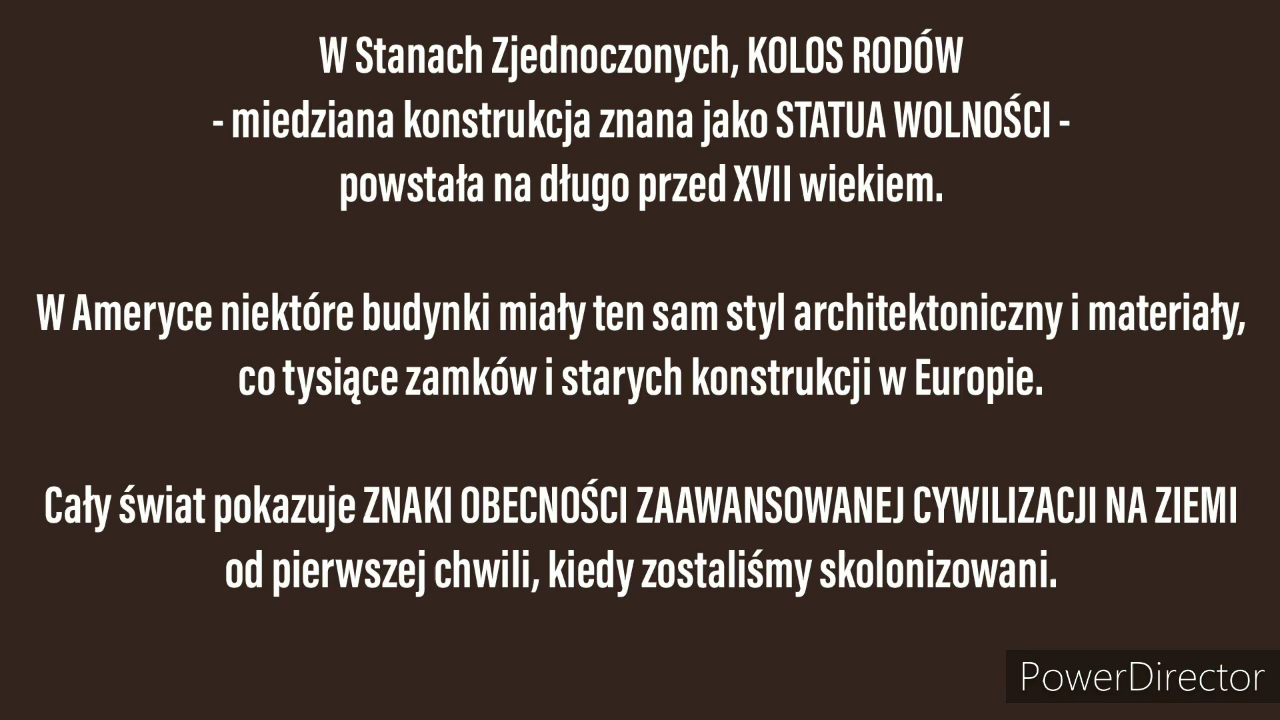 W Stanach Zjednoczonych, KOLOS RODÓW
- miedziana konstrukcja znana jako STATUA WOLNOŚCI -
powstała na długo przed XVII wiekiem.
W Ameryce niektóre budynki miały ten sam styl architektoniczny i materiały,
co tysiące zamków i starych konstrukcji w Europie.
Cały świat pokazuje ZNAKI OBECNOŚCI ZAAWANSOWANEJ CYWILIZACJI NA ZIEMI
od pierwszej chwili, kiedy zostaliśmy skolonizowani.
PowerDirector